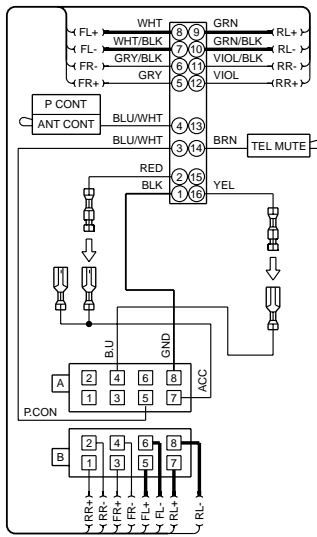 FL+ WHT 8 9 GRN RL+
FL- WHT/BLK 7 10 GRN/BLK RL-
FR- GRY/BLK 6 11 VIOL/BLK RR-
FR+ GRY 5 12 VIOL RR+
P CONT
ANT CONT BLU/WHT 4 13
BLU/WHT 3 14 BRN TEL MUTE
RED 2 15
BLK 1 16 YEL
B.U GND ACC
A 2 4 6 8
1 3 5 7
P.CON
B 2 4 6 8
1 3 5 7
RR+ RR- FR+ FR- FL+ FL- RL+ RL-